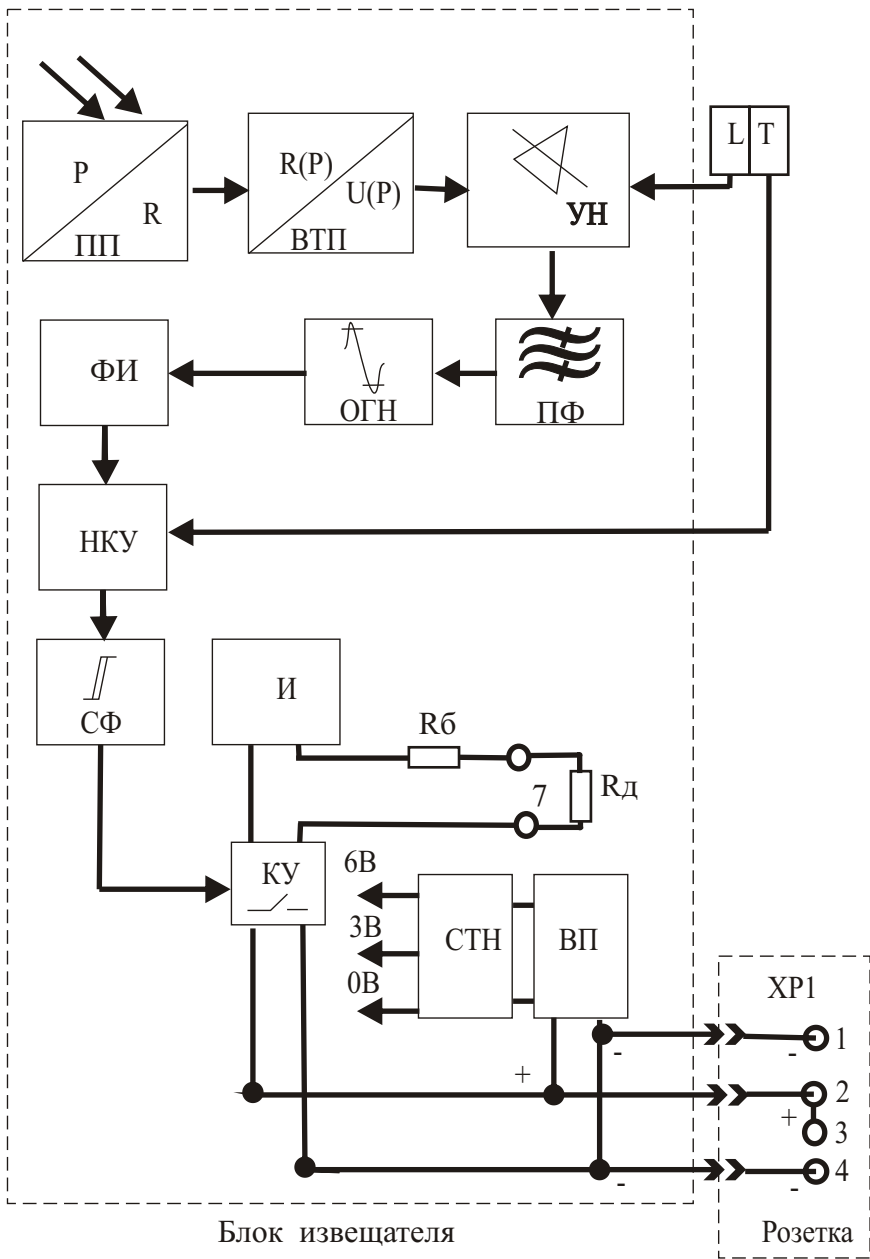 P
R
ПП
R(P)
U(P)
ВТП
УН
L T
ФИ
ОГН
ПФ
НКУ
СФ
И
Rб
7
Rд
КУ
6В
3В
0В
СТН
ВП
ХР1
- - 1
+ 2
+ 3
- - 4
Блок извещателя
Розетка